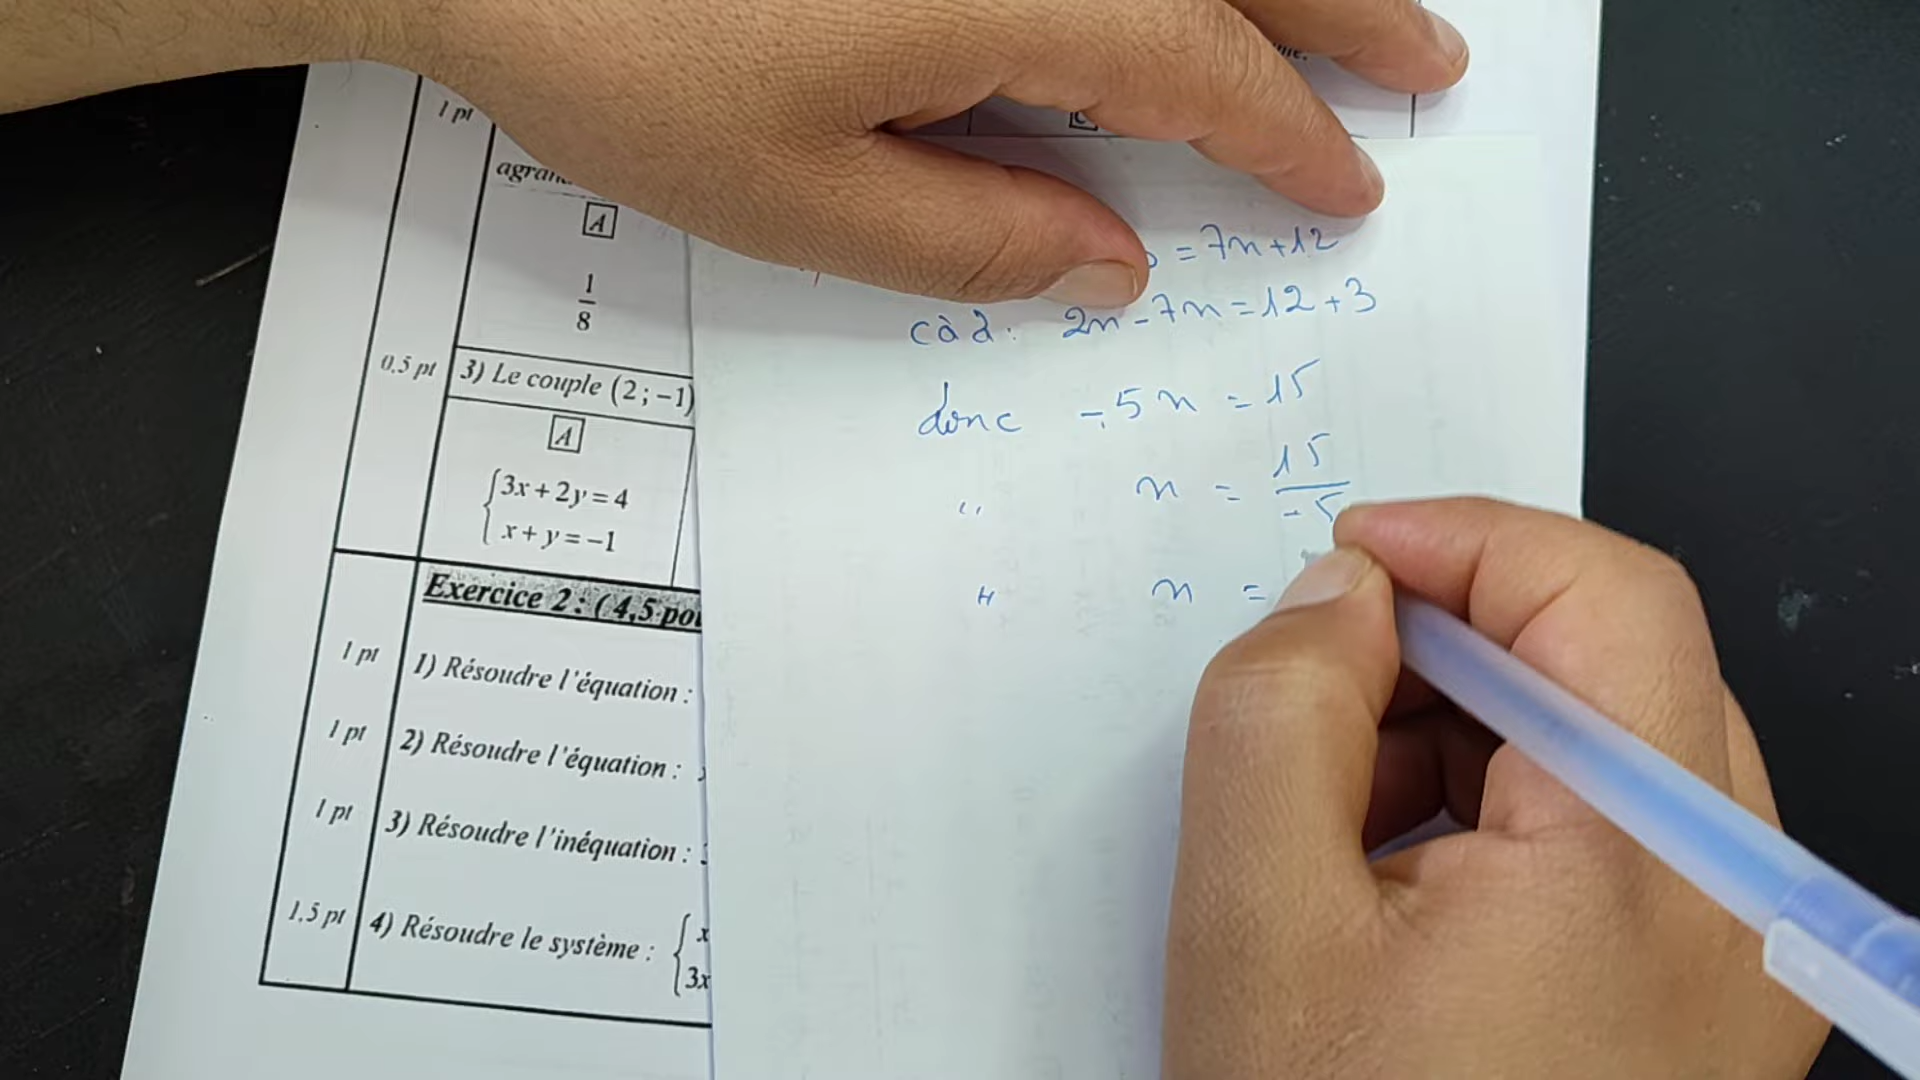 1 pt
A
1/8
0,5 pt 3) Le couple (2 ; −1)
A
3x + 2y = 4
x + y = −1
Exercice 2 : ( 4,5
1 pt 1) Résoudre l'équation :
1 pt 2) Résoudre l'équation :
1 pt 3) Résoudre l'inéquation :
1,5 pt 4) Résoudre le système : { x
3x
C
= 7x + 12
càd : 2x − 7x = 12 + 3
donc −5x = 15
" x = 15/−5
" x =